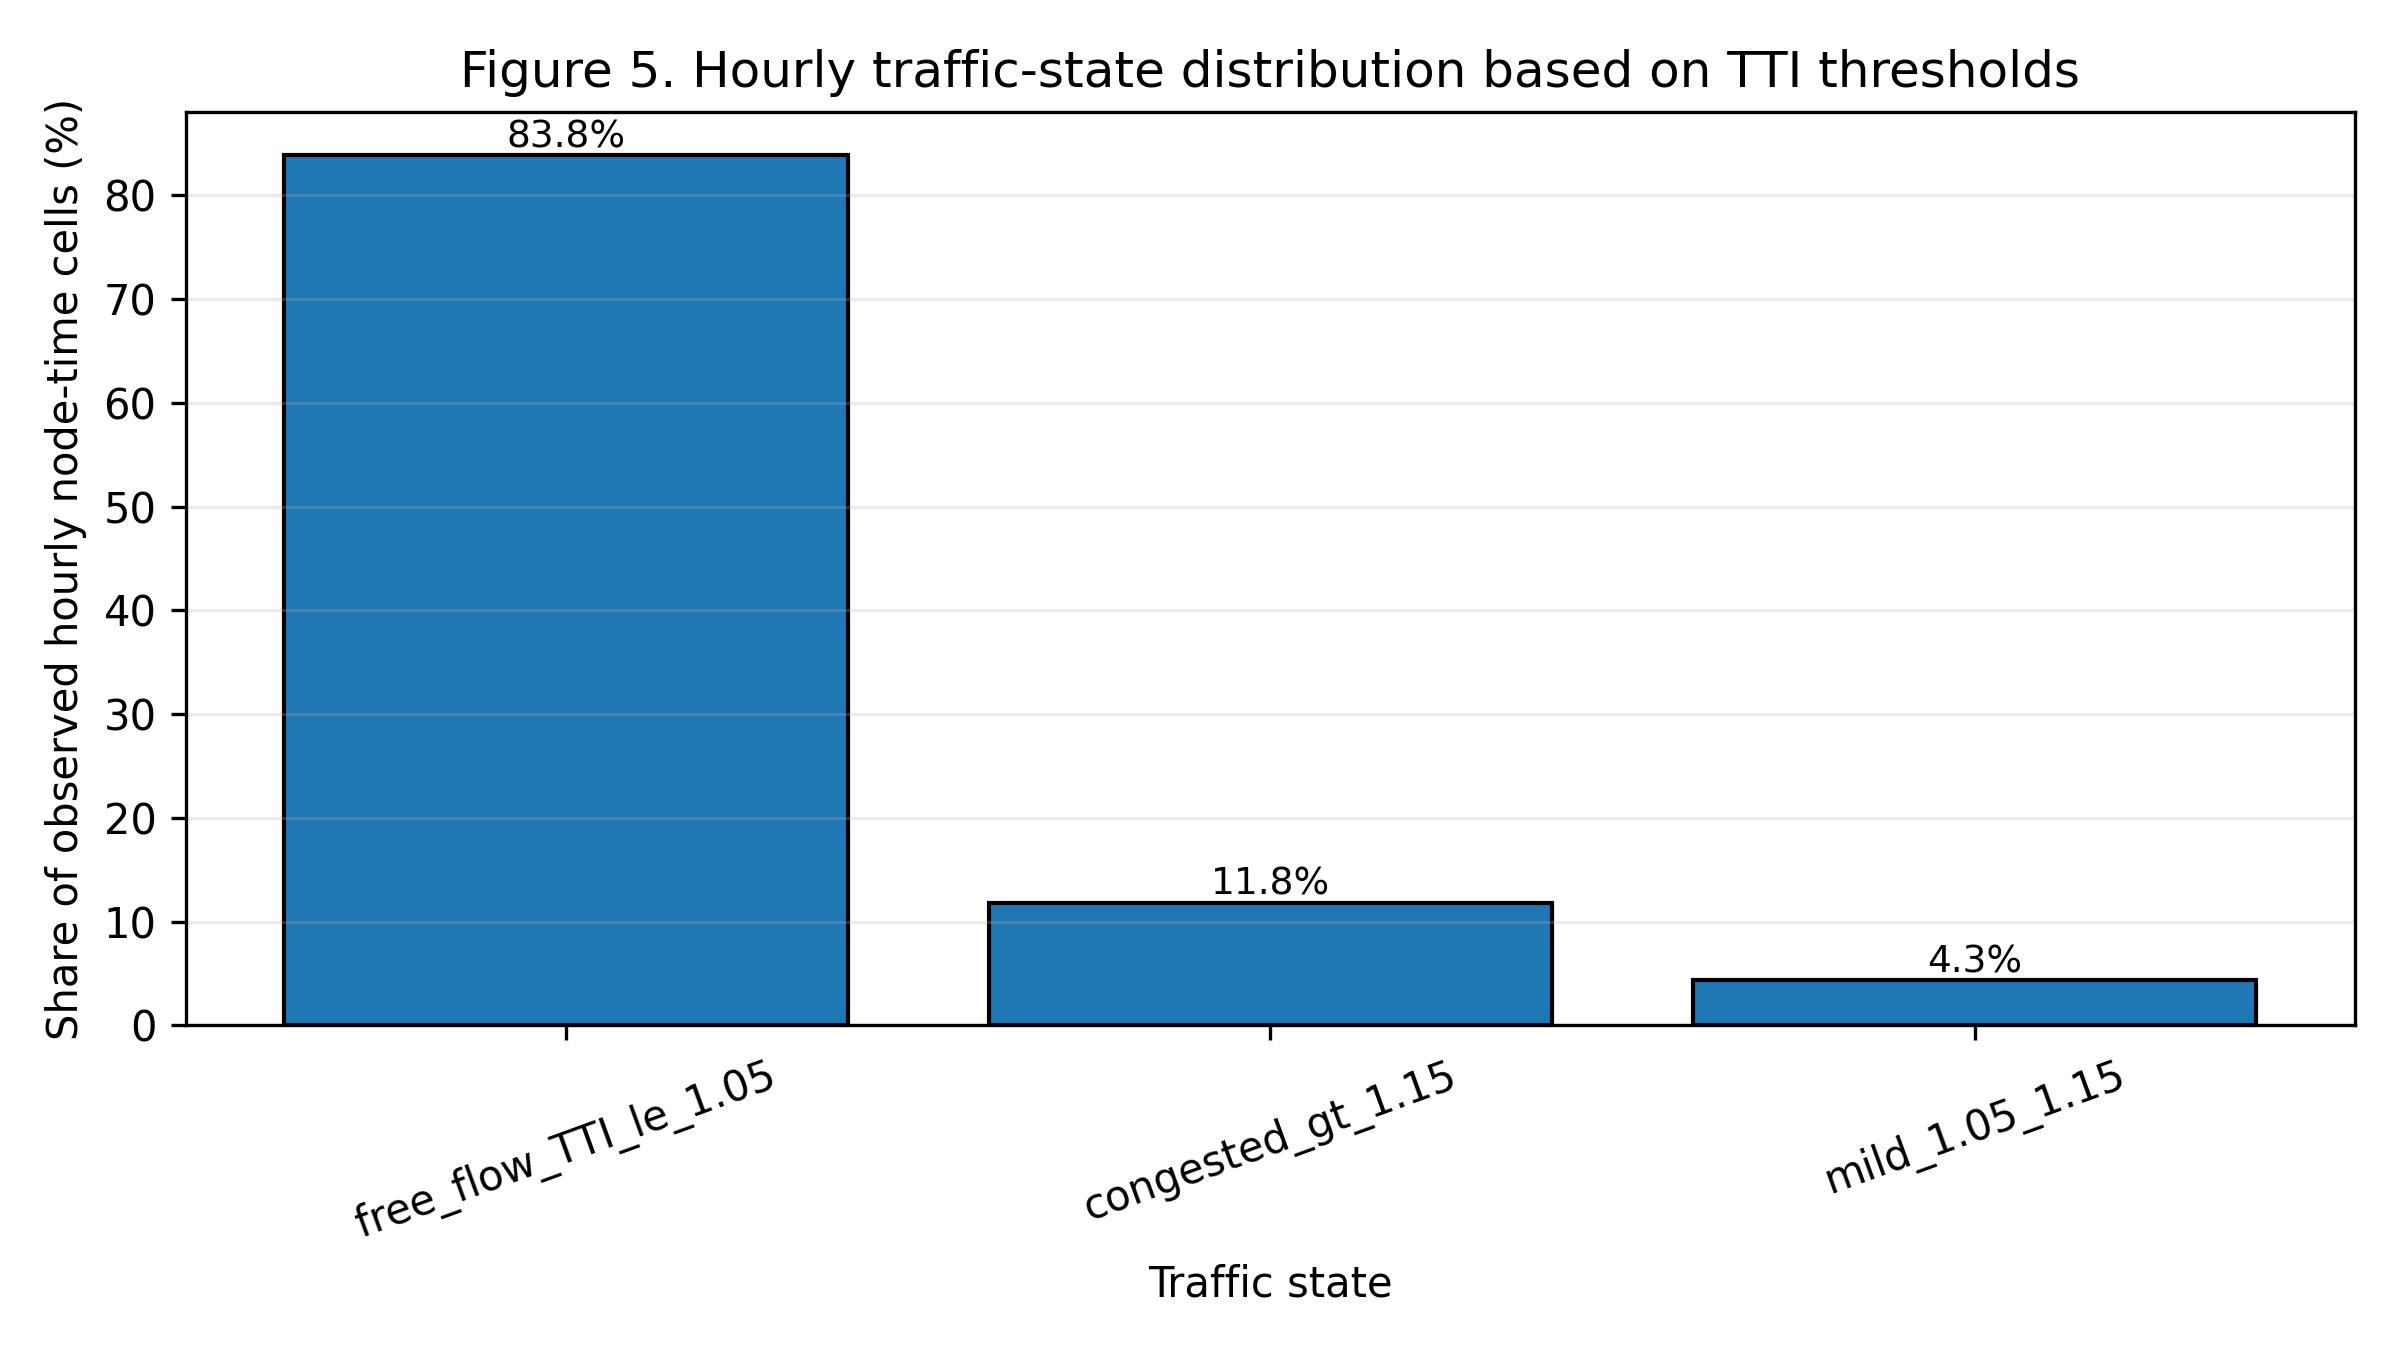 Figure 5. Hourly traffic-state distribution based on TTI thresholds
Share of observed hourly node-time cells (%)
80
70
60
50
40
30
20
10
0
83.8%
11.8%
4.3%
free_flow_TTI_le_1.05
congested_gt_1.15
mild_1.05_1.15
Traffic state